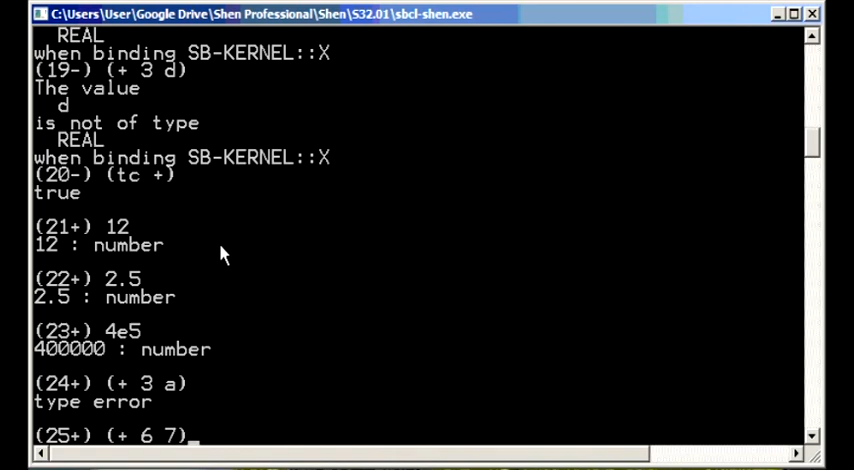 C:\Users\User\Google Drive\Shen Professional\Shen\S32.01\sbcl-shen.exe
REAL
when binding SB-KERNEL::X
(19-) (+ 3 d)
The value
d
is not of type
REAL
when binding SB-KERNEL::X
(20-) (tc +)
true
(21+) 12
12 : number
(22+) 2.5
2.5 : number
(23+) 4e5
400000 : number
(24+) (+ 3 a)
type error
(25+) (+ 6 7)_